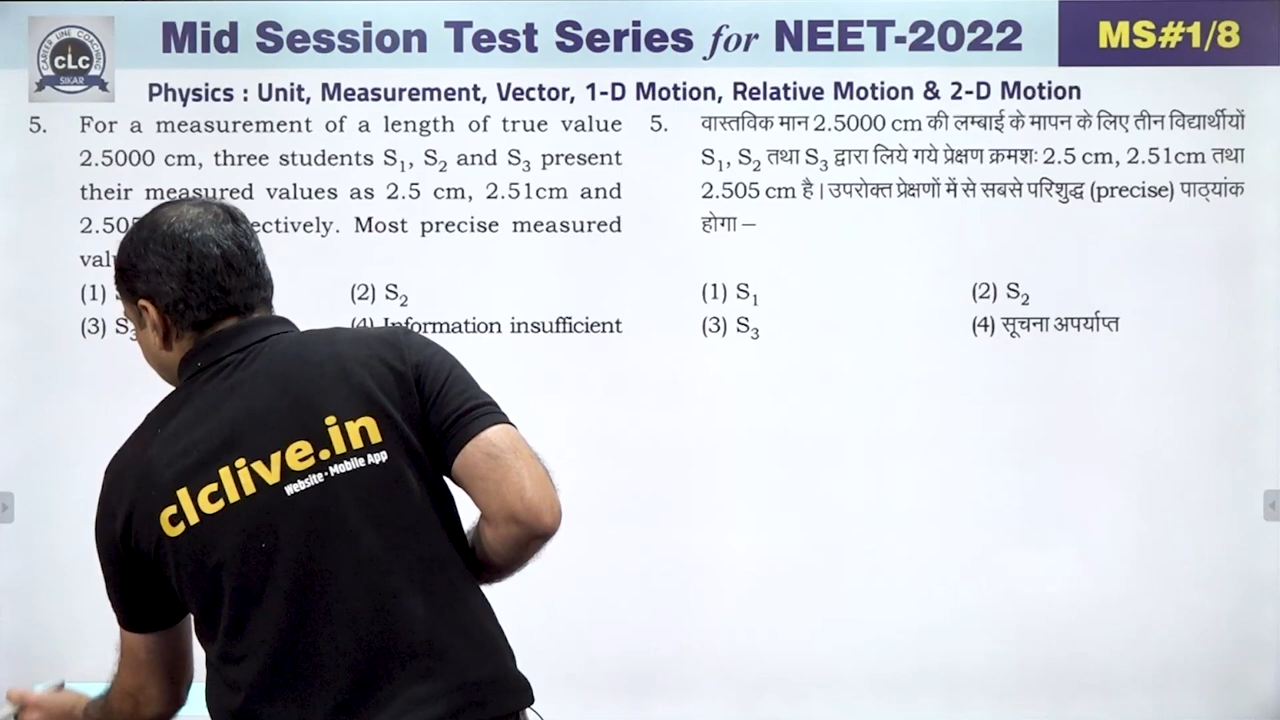 Mid Session Test Series for NEET-2022
MS#1/8
CAREER LINE COACHING
CLC
SIKAR
Physics : Unit, Measurement, Vector, 1-D Motion, Relative Motion & 2-D Motion
5. For a measurement of a length of true value
2.5000 cm, three students S₁, S₂ and S₃ present
their measured values as 2.5 cm, 2.51cm and
Most precise measured
(1)
(2) S₂
(3) S₃
(4) Information insufficient
5. वास्तविक मान 2.5000 cm की लम्बाई के मापन के लिए तीन विद्यार्थीयों
S₁, S₂ तथा S₃ द्वारा लिये गये प्रेक्षण क्रमशः 2.5 cm, 2.51cm तथा
2.505 cm है। उपरोक्त प्रेक्षणों में से सबसे परिशुद्ध (precise) पाठ्यांक
होगा –
(1) S₁
(2) S₂
(3) S₃
(4) सूचना अपर्याप्त
clclive.in
Website • Mobile App